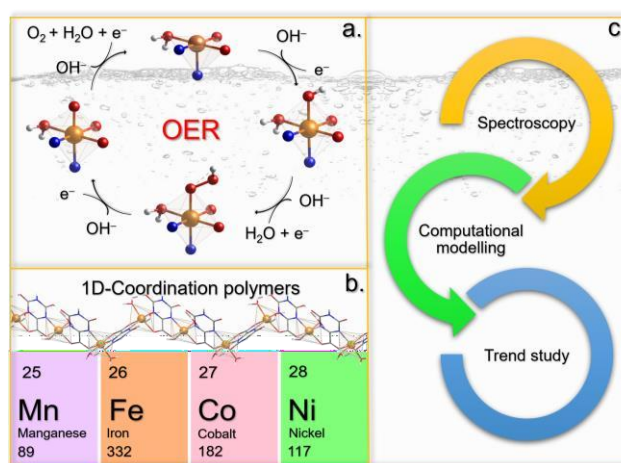 a.
O₂ + H₂O + e⁻
OH⁻
OH⁻
e⁻
OER
e⁻
OH⁻
OH⁻
H₂O + e⁻
1D-Coordination polymers
b.
25
Mn
Manganese
89
26
Fe
Iron
332
27
Co
Cobalt
182
28
Ni
Nickel
117
c.
Spectroscopy
Computational
modelling
Trend study